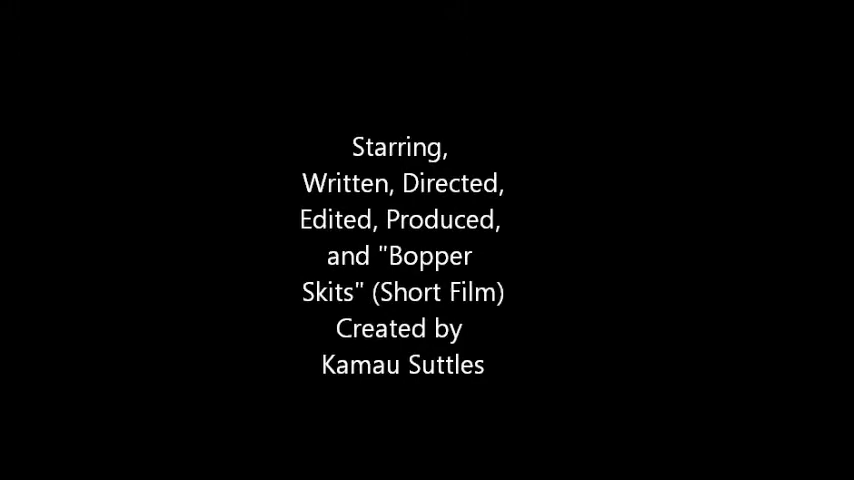 Starring,
Written, Directed,
Edited, Produced,
and "Bopper
Skits" (Short Film)
Created by
Kamau Suttles